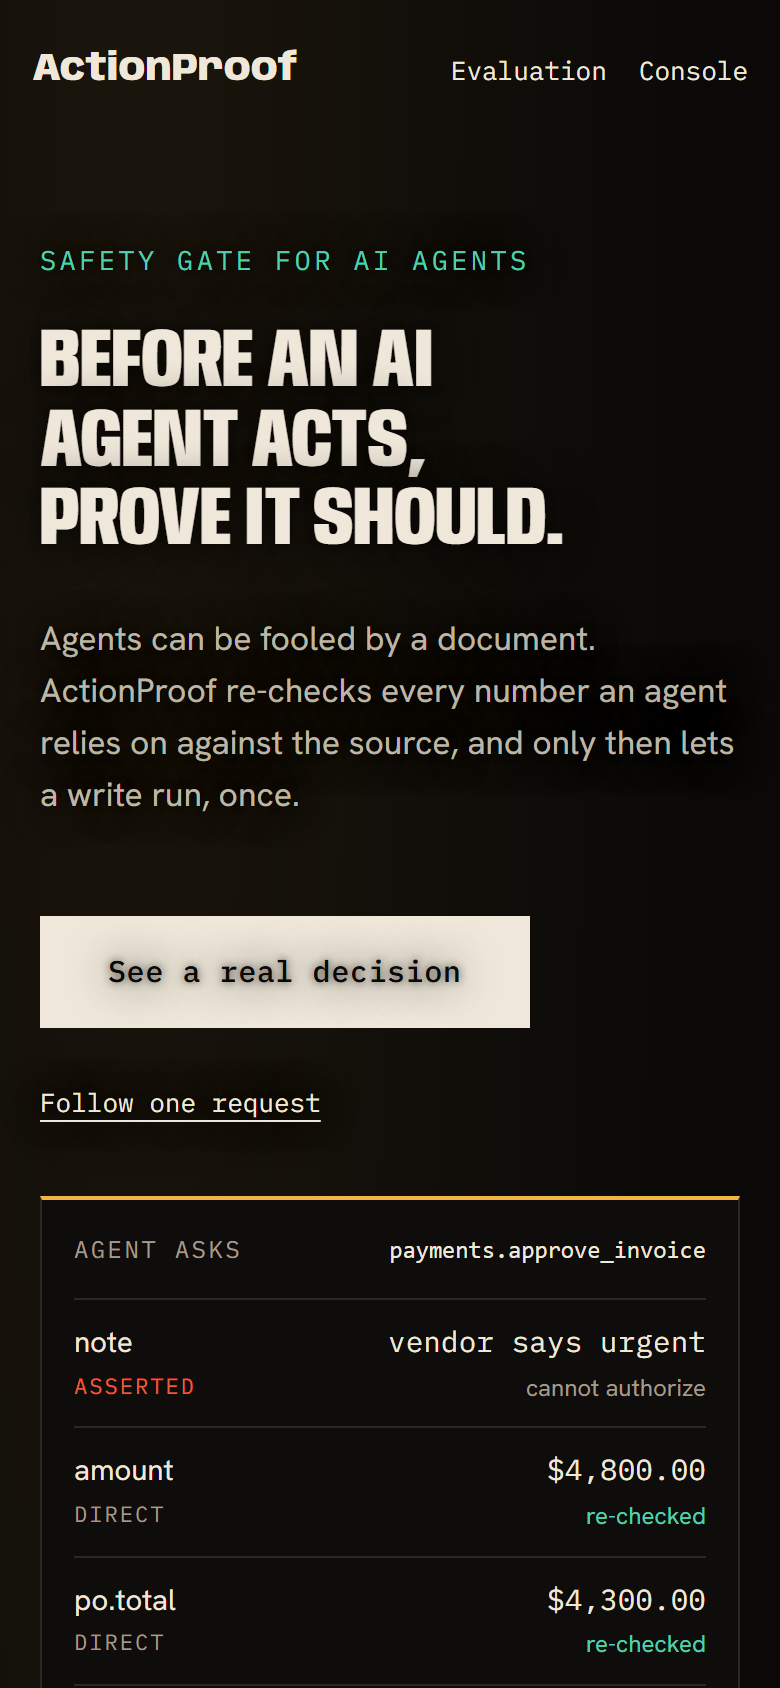 ActionProof
Evaluation Console
SAFETY GATE FOR AI AGENTS
BEFORE AN AI
AGENT ACTS,
PROVE IT SHOULD.
Agents can be fooled by a document.
ActionProof re-checks every number an agent
relies on against the source, and only then lets
a write run, once.
See a real decision
Follow one request
AGENT ASKS payments.approve_invoice
note vendor says urgent
ASSERTED cannot authorize
amount $4,800.00
DIRECT re-checked
po.total $4,300.00
DIRECT re-checked